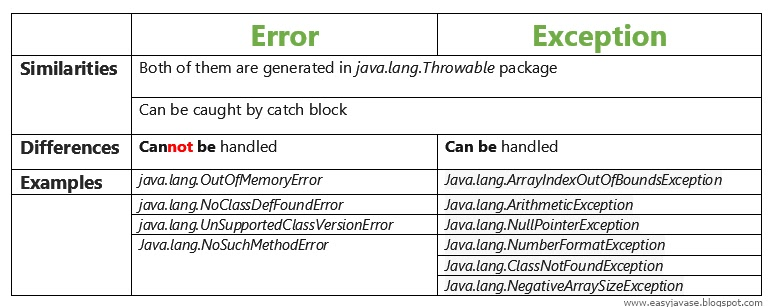 Error Exception
Similarities Both of them are generated in java.lang.Throwable package
Can be caught by catch block
Differences Cannot be handled Can be handled
Examples java.lang.OutOfMemoryError Java.lang.ArrayIndexOutOfBoundsException
java.lang.NoClassDefFoundError Java.lang.ArithmeticException
java.lang.UnSupportedClassVersionError Java.lang.NullPointerException
Java.lang.NoSuchMethodError Java.lang.NumberFormatException
Java.lang.ClassNotFoundException
Java.lang.NegativeArraySizeException
www.easyjavase.blogspot.com